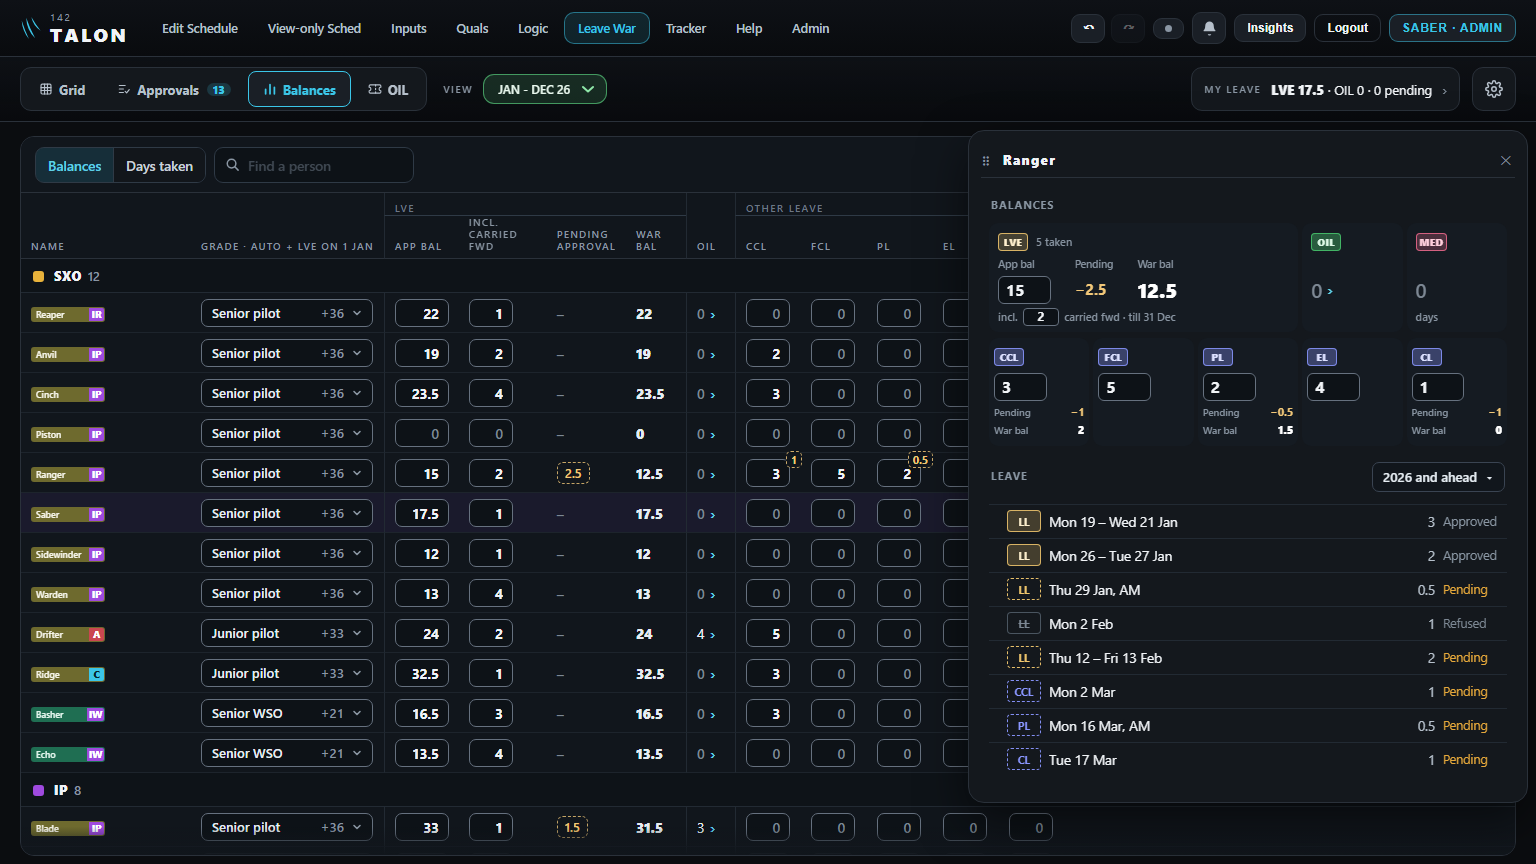 142
TALON
Edit Schedule
View-only Sched
Inputs
Quals
Logic
Leave War
Tracker
Help
Admin
Insights
Logout
SABER · ADMIN
Grid
Approvals 13
Balances
OIL
VIEW
JAN - DEC 26
MY LEAVE LVE 17.5 · OIL 0 · 0 pending ›
Balances
Days taken
Find a person
LVE
OTHER LEAVE
NAME
GRADE · AUTO + LVE ON 1 JAN
APP BAL
INCL. CARRIED FWD
PENDING APPROVAL
WAR BAL
OIL
CCL
FCL
PL
EL
SXO 12
Reaper IR Senior pilot +36 22 1 – 22 0 › 0 0 0
Anvil IP Senior pilot +36 19 2 – 19 0 › 2 0 0
Cinch IP Senior pilot +36 23.5 4 – 23.5 0 › 3 0 0
Piston IP Senior pilot +36 0 0 – 0 0 › 0 0 0
Ranger IP Senior pilot +36 15 2 2.5 12.5 0 › 3 1 5 2 0.5
Saber IP Senior pilot +36 17.5 1 – 17.5 0 › 0 0 0
Sidewinder IP Senior pilot +36 12 1 – 12 0 › 0 0 0
Warden IP Senior pilot +36 13 4 – 13 0 › 0 0 0
Drifter A Junior pilot +33 24 2 – 24 4 › 5 0 0
Ridge C Junior pilot +33 32.5 1 – 32.5 0 › 3 0 0
Basher IW Senior WSO +21 16.5 3 – 16.5 0 › 3 0 0
Echo IW Senior WSO +21 13.5 4 – 13.5 0 › 0 0 0
IP 8
Blade IP Senior pilot +36 33 1 1.5 31.5 3 › 0 0 0 0 0
Ranger
BALANCES
LVE 5 taken
App bal Pending War bal
15 −2.5 12.5
incl. 2 carried fwd · till 31 Dec
OIL
0 ›
MED
0
days
CCL
3
Pending −1
War bal 2
FCL
5
PL
2
Pending −0.5
War bal 1.5
EL
4
CL
1
Pending −1
War bal 0
LEAVE
2026 and ahead
LL Mon 19 – Wed 21 Jan 3 Approved
LL Mon 26 – Tue 27 Jan 2 Approved
LL Thu 29 Jan, AM 0.5 Pending
LL Mon 2 Feb 1 Refused
LL Thu 12 – Fri 13 Feb 2 Pending
CCL Mon 2 Mar 1 Pending
PL Mon 16 Mar, AM 0.5 Pending
CL Tue 17 Mar 1 Pending